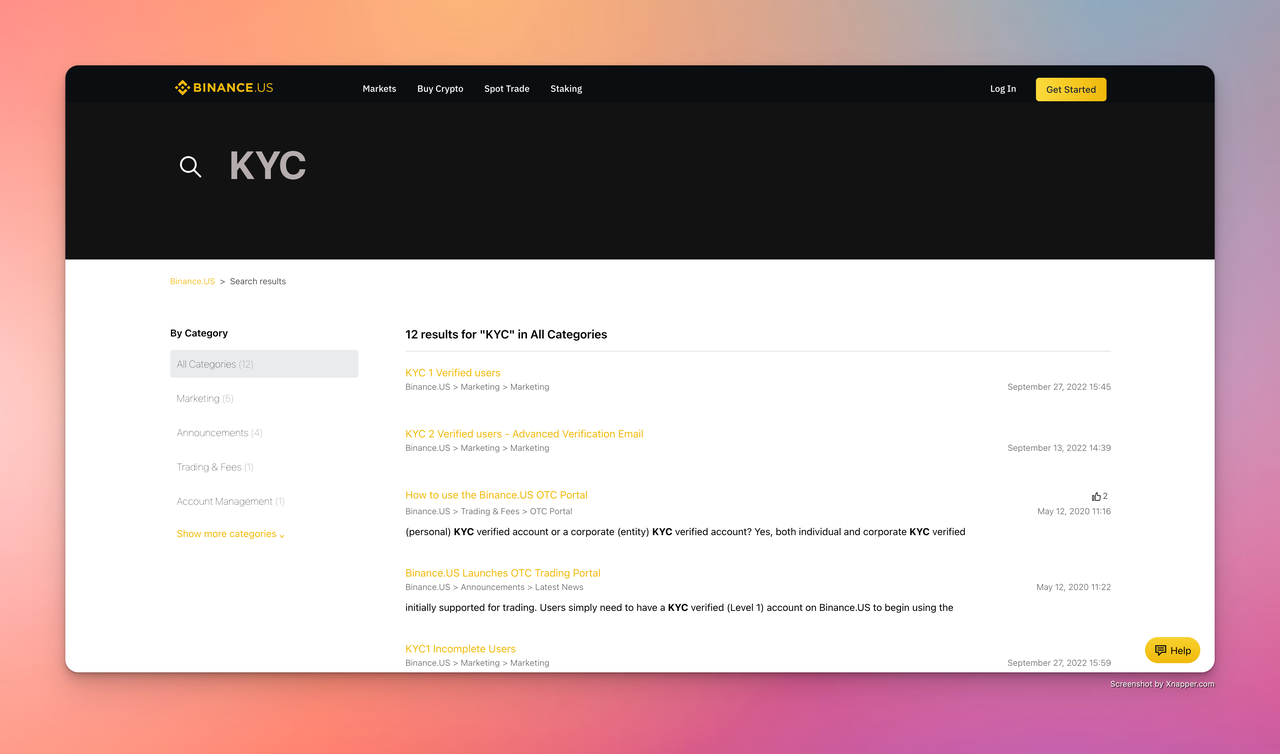 BINANCE.US
Markets Buy Crypto Spot Trade Staking
Log In Get Started
KYC
Binance.US > Search results
By Category
All Categories (12)
Marketing (5)
Announcements (4)
Trading & Fees (1)
Account Management (1)
Show more categories
12 results for "KYC" in All Categories
KYC 1 Verified users
Binance.US > Marketing > Marketing September 27, 2022 15:45
KYC 2 Verified users - Advanced Verification Email
Binance.US > Marketing > Marketing September 13, 2022 14:39
How to use the Binance.US OTC Portal 2
Binance.US > Trading & Fees > OTC Portal May 12, 2020 11:16
(personal) KYC verified account or a corporate (entity) KYC verified account? Yes, both individual and corporate KYC verified
Binance.US Launches OTC Trading Portal
Binance.US > Announcements > Latest News May 12, 2020 11:22
initially supported for trading. Users simply need to have a KYC verified (Level 1) account on Binance.US to begin using the
KYC1 Incomplete Users
Binance.US > Marketing > Marketing September 27, 2022 15:59
Help
Screenshot by Xnapper.com